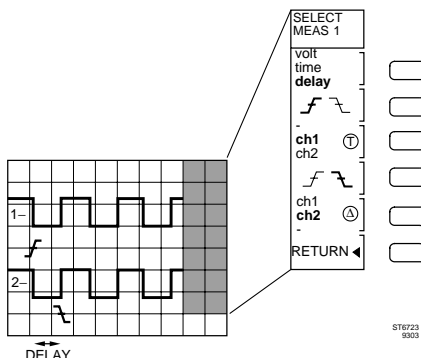 SELECT
MEAS 1
volt
time
delay
-
ch1 T
ch2
ch1
ch2 Δ
-
RETURN
1–
2–
DELAY
ST6723
9303